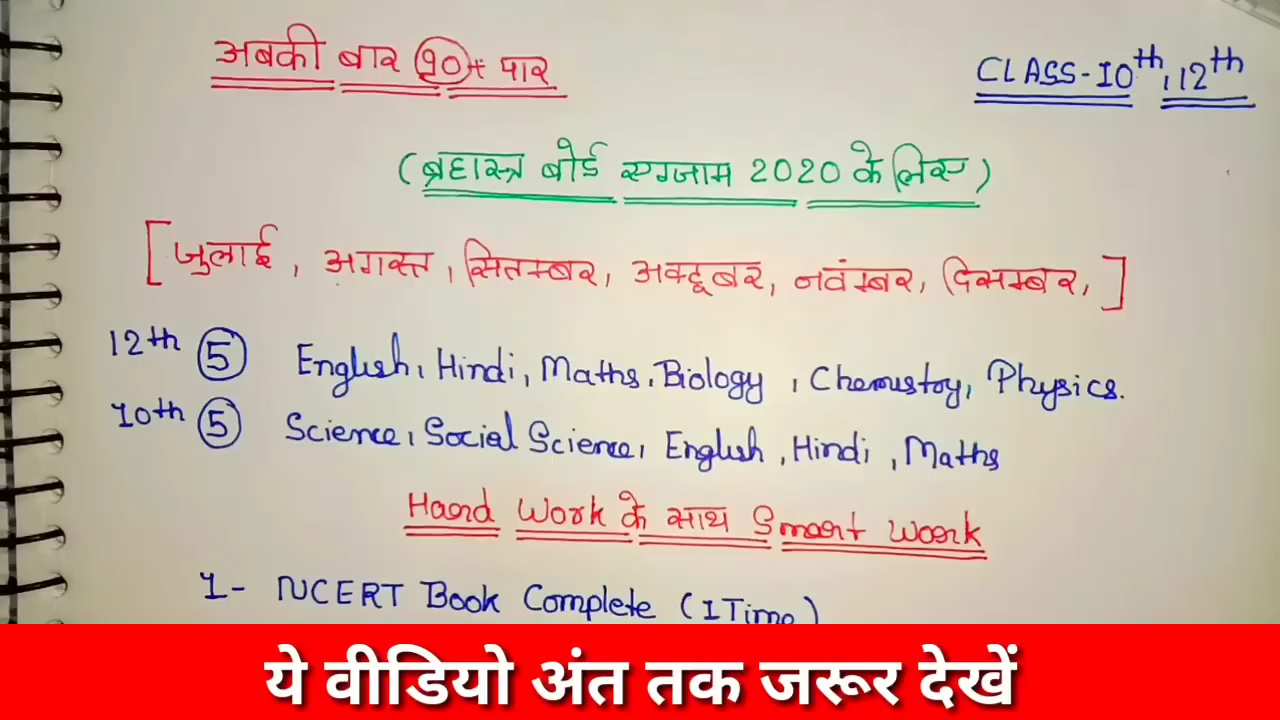 अबकी बार 90+ पार
CLASS-10th, 12th
(ब्रहास्त्र बोर्ड एग्जाम 2020 के लिए)
[जुलाई, अगस्त, सितम्बर, अक्टूबर, नवंम्बर, दिसम्बर,]
12th 5 English, Hindi, Maths, Biology, Chemistry, Physics.
10th 5 Science, Social Science, English, Hindi, Maths
Hard Work के साथ Smart Work
1- NCERT Book Complete (1 Time)
ये वीडियो अंत तक जरूर देखें